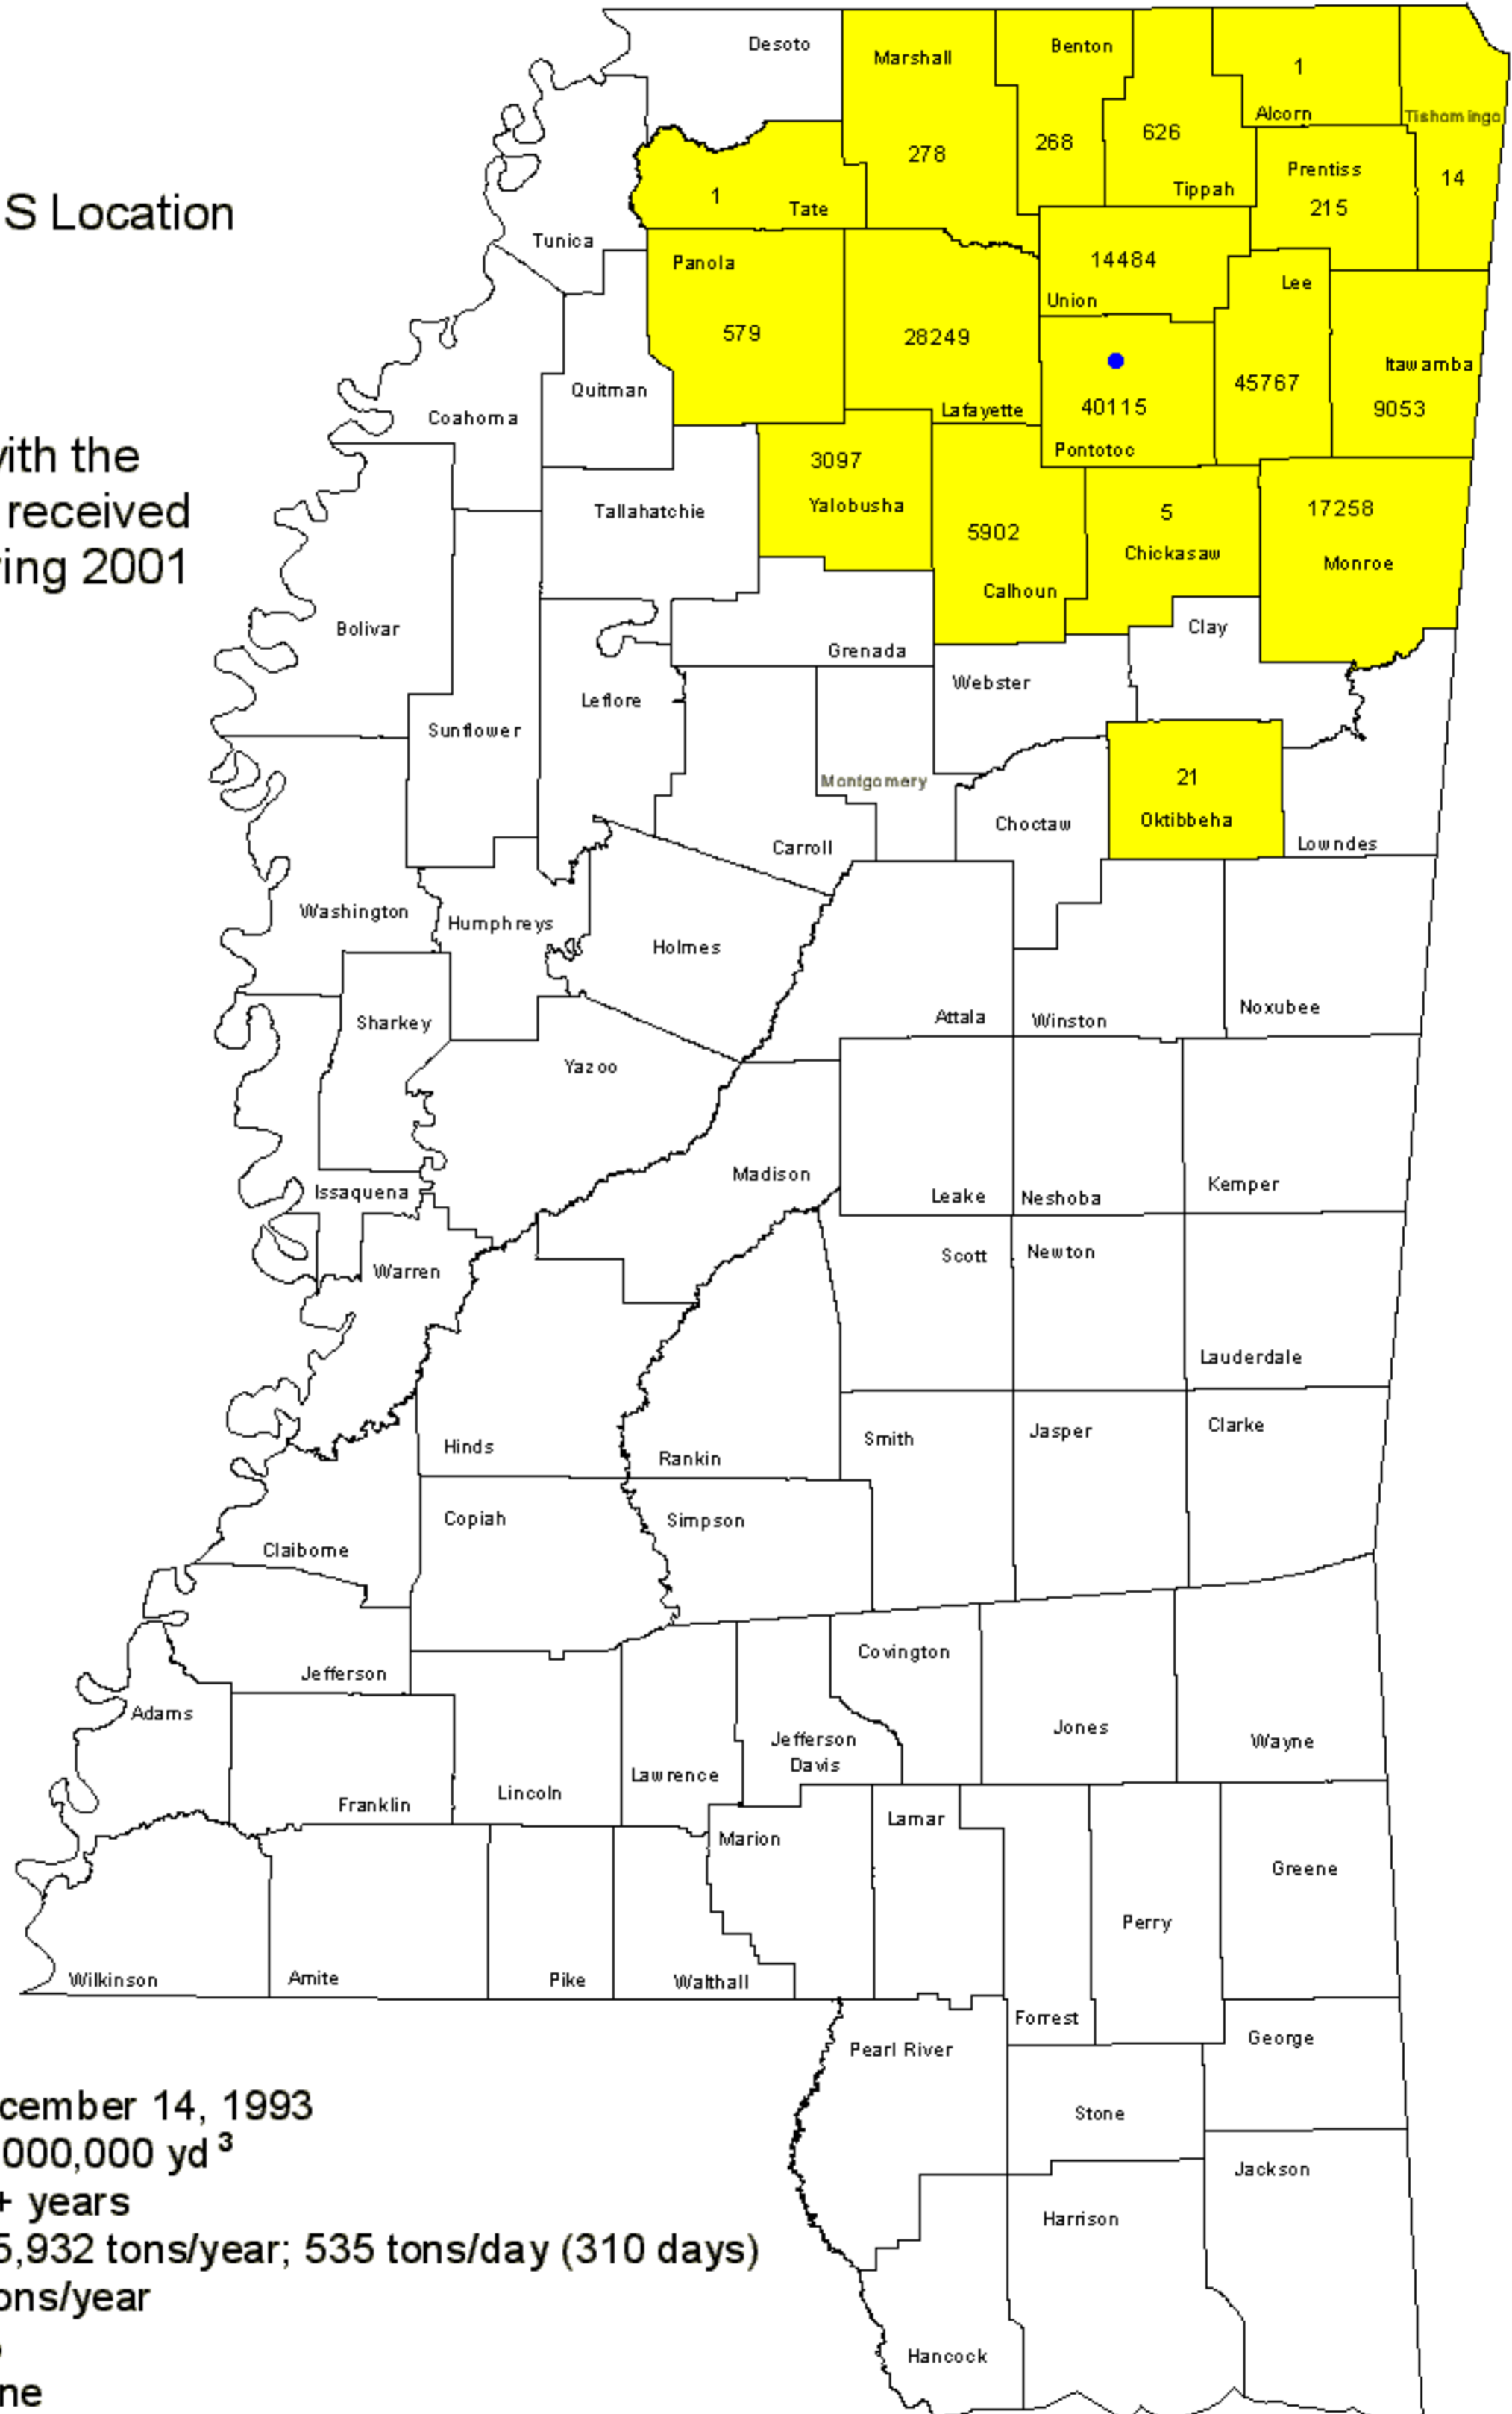 Desoto
Marshall
Benton
1
Alcorn
Tishomingo
278
268
626
Tippah
Prentiss
215
14
S Location
1
Tate
Tunica
Panola
579
28249
Lafayette
14484
Union
Lee
45767
Itawamba
9053
40115
Pontotoc
Quitman
Coahoma
with the
received
ring 2001
Tallahatchie
3097
Yalobusha
5902
Calhoun
5
Chickasaw
17258
Monroe
Bolivar
Grenada
Clay
Webster
Leflore
Sunflower
Montgomery
Carroll
Choctaw
21
Oktibbeha
Lowndes
Washington
Humphreys
Holmes
Sharkey
Attala
Winston
Noxubee
Yazoo
Issaquena
Madison
Leake
Neshoba
Kemper
Warren
Scott
Newton
Lauderdale
Hinds
Rankin
Smith
Jasper
Clarke
Copiah
Simpson
Claiborne
Jefferson
Covington
Adams
Jefferson
Davis
Jones
Wayne
Lawrence
Lincoln
Franklin
Marion
Lamar
Greene
Perry
Wilkinson
Amite
Pike
Walthall
Forrest
George
Pearl River
Stone
Jackson
Harrison
Hancock
cember 14, 1993
,000,000 yd³
+ years
5,932 tons/year; 535 tons/day (310 days)
ons/year
ne